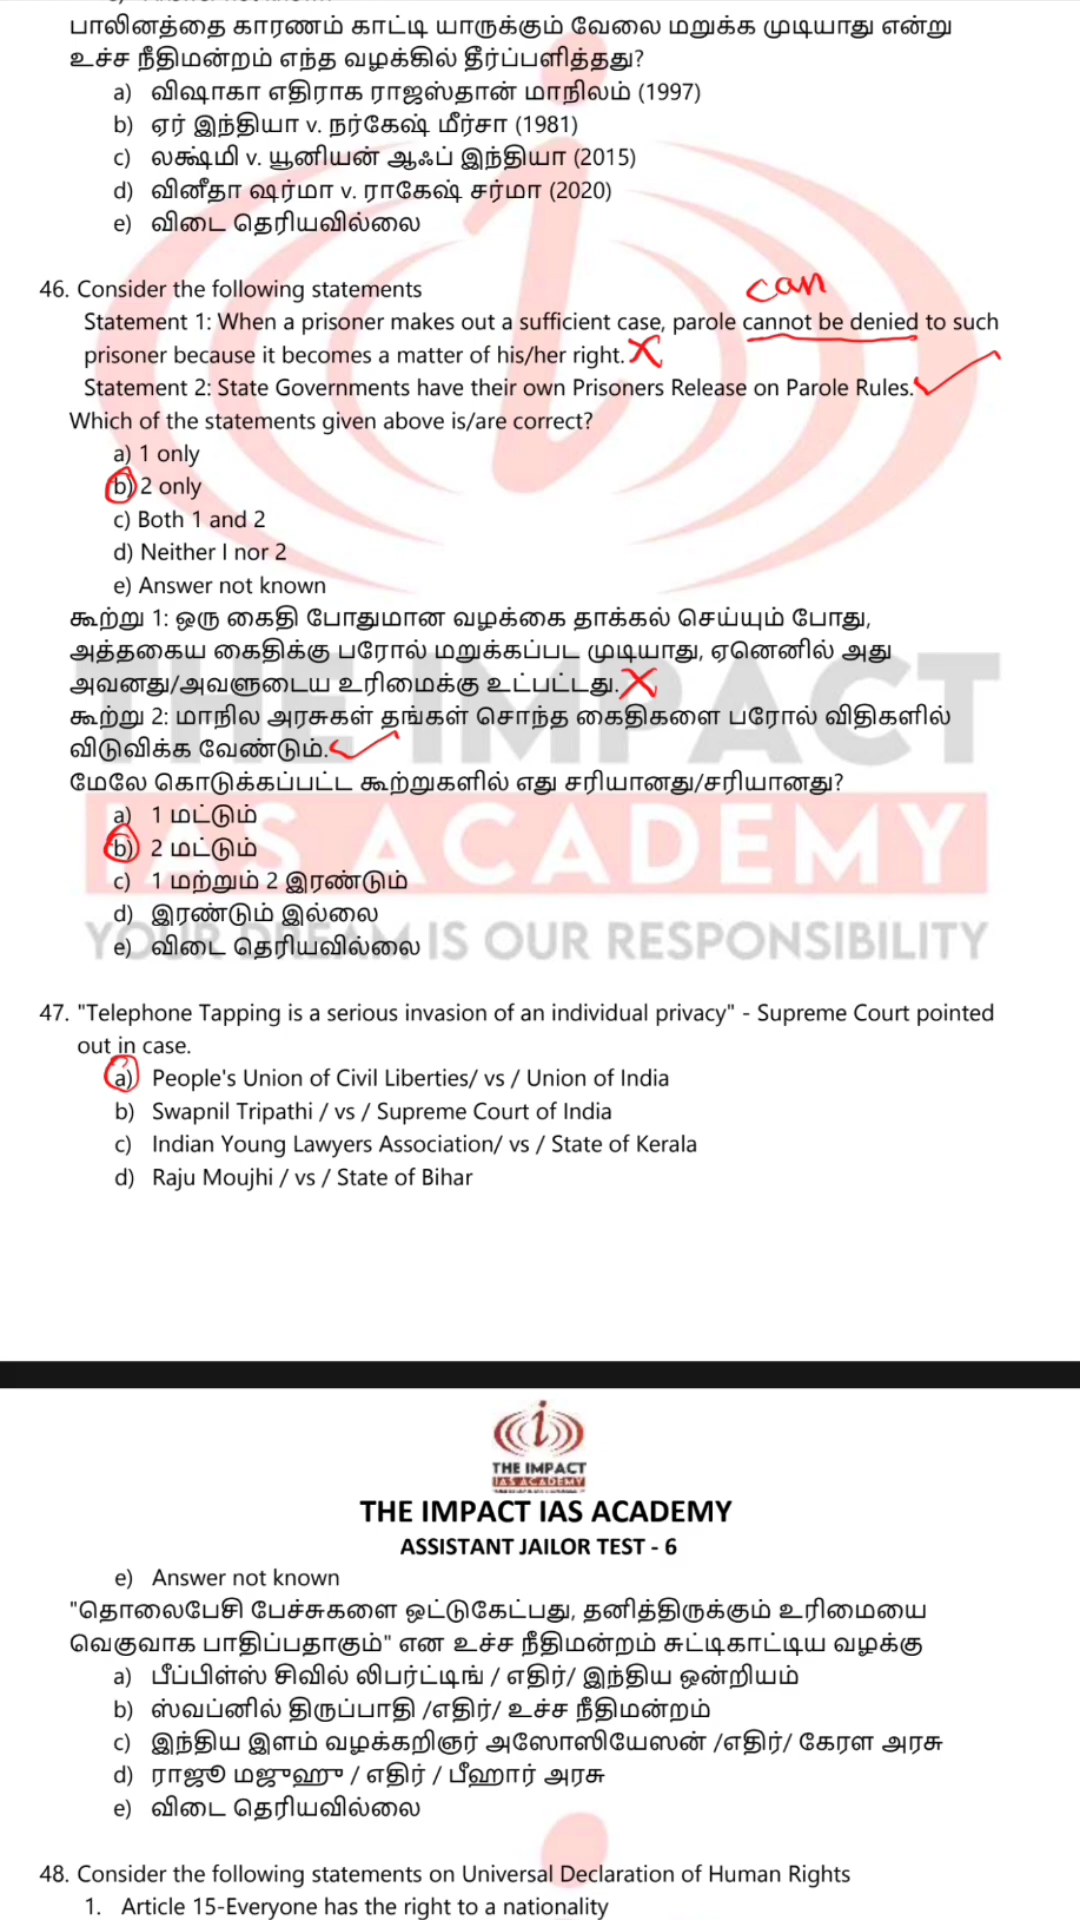 பாலினத்தை காரணம் காட்டி யாருக்கும் வேலை மறுக்க முடியாது என்று
உச்ச நீதிமன்றம் எந்த வழக்கில் தீர்ப்பளித்தது?
a) விஷாகா எதிராக ராஜஸ்தான் மாநிலம் (1997)
b) ஏர் இந்தியா v. நர்கேஷ் மீர்சா (1981)
c) லக்ஷ்மி v. யூனியன் ஆஃப் இந்தியா (2015)
d) வினீதா ஷர்மா v. ராகேஷ் சர்மா (2020)
e) விடை தெரியவில்லை
46. Consider the following statements
can
Statement 1: When a prisoner makes out a sufficient case, parole cannot be denied to such
prisoner because it becomes a matter of his/her right.
Statement 2: State Governments have their own Prisoners Release on Parole Rules.
Which of the statements given above is/are correct?
a) 1 only
b) 2 only
c) Both 1 and 2
d) Neither I nor 2
e) Answer not known
கூற்று 1: ஒரு கைதி போதுமான வழக்கை தாக்கல் செய்யும் போது,
அத்தகைய கைதிக்கு பரோல் மறுக்கப்பட முடியாது, ஏனெனில் அது
அவனது/அவளுடைய உரிமைக்கு உட்பட்டது.
கூற்று 2: மாநில அரசுகள் தங்கள் சொந்த கைதிகளை பரோல் விதிகளில்
விடுவிக்க வேண்டும்.
மேலே கொடுக்கப்பட்ட கூற்றுகளில் எது சரியானது/சரியானது?
a) 1 மட்டும்
b) 2 மட்டும்
c) 1 மற்றும் 2 இரண்டும்
d) இரண்டும் இல்லை
e) விடை தெரியவில்லை
THE IMPACT
IAS ACADEMY
YOUR DREAM IS OUR RESPONSIBILITY
47. "Telephone Tapping is a serious invasion of an individual privacy" - Supreme Court pointed
out in case.
a) People's Union of Civil Liberties/ vs / Union of India
b) Swapnil Tripathi / vs / Supreme Court of India
c) Indian Young Lawyers Association/ vs / State of Kerala
d) Raju Moujhi / vs / State of Bihar
THE IMPACT
IAS ACADEMY
THE IMPACT IAS ACADEMY
ASSISTANT JAILOR TEST - 6
e) Answer not known
"தொலைபேசி பேச்சுகளை ஒட்டுகேட்பது, தனித்திருக்கும் உரிமையை
வெகுவாக பாதிப்பதாகும்" என உச்ச நீதிமன்றம் சுட்டிகாட்டிய வழக்கு
a) பீப்பிள்ஸ் சிவில் லிபர்ட்டிங் / எதிர்/ இந்திய ஒன்றியம்
b) ஸ்வப்னில் திருப்பாதி /எதிர்/ உச்ச நீதிமன்றம்
c) இந்திய இளம் வழக்கறிஞர் அஸோஸியேஸன் /எதிர்/ கேரள அரசு
d) ராஜூ மஜுஹு / எதிர் / பீஹார் அரசு
e) விடை தெரியவில்லை
48. Consider the following statements on Universal Declaration of Human Rights
1. Article 15-Everyone has the right to a nationality